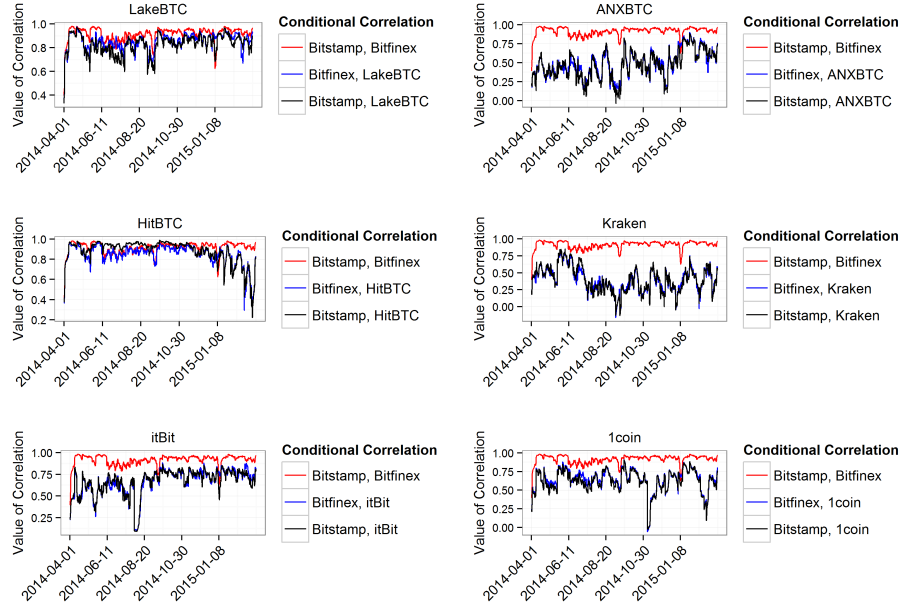 LakeBTC
Value of Correlation
1.0
0.8
0.6
0.4
2014-04-01
2014-06-11
2014-08-20
2014-10-30
2015-01-08
Conditional Correlation
Bitstamp, Bitfinex
Bitfinex, LakeBTC
Bitstamp, LakeBTC
ANXBTC
Value of Correlation
1.00
0.75
0.50
0.25
0.00
2014-04-01
2014-06-11
2014-08-20
2014-10-30
2015-01-08
Conditional Correlation
Bitstamp, Bitfinex
Bitfinex, ANXBTC
Bitstamp, ANXBTC
HitBTC
Value of Correlation
1.0
0.8
0.6
0.4
0.2
2014-04-01
2014-06-11
2014-08-20
2014-10-30
2015-01-08
Conditional Correlation
Bitstamp, Bitfinex
Bitfinex, HitBTC
Bitstamp, HitBTC
Kraken
Value of Correlation
1.00
0.75
0.50
0.25
0.00
2014-04-01
2014-06-11
2014-08-20
2014-10-30
2015-01-08
Conditional Correlation
Bitstamp, Bitfinex
Bitfinex, Kraken
Bitstamp, Kraken
itBit
Value of Correlation
1.00
0.75
0.50
0.25
2014-04-01
2014-06-11
2014-08-20
2014-10-30
2015-01-08
Conditional Correlation
Bitstamp, Bitfinex
Bitfinex, itBit
Bitstamp, itBit
1coin
Value of Correlation
1.00
0.75
0.50
0.25
0.00
2014-04-01
2014-06-11
2014-08-20
2014-10-30
2015-01-08
Conditional Correlation
Bitstamp, Bitfinex
Bitfinex, 1coin
Bitstamp, 1coin